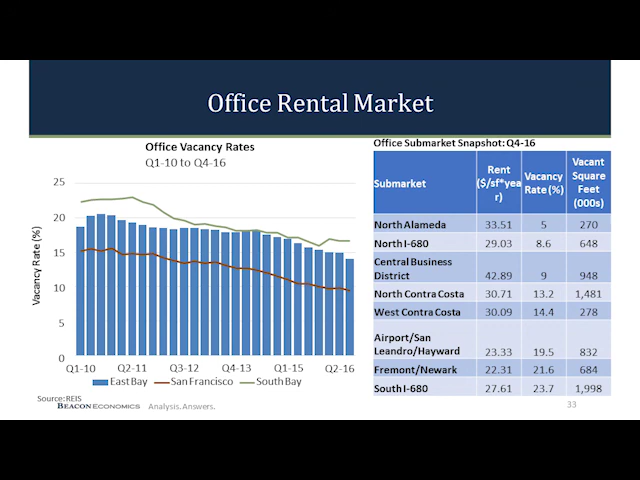 Office Rental Market
Office Vacancy Rates
Q1-10 to Q4-16
Vacancy Rate (%)
25
20
15
10
5
0
Q1-10 Q2-11 Q3-12 Q4-13 Q1-15 Q2-16
East Bay San Francisco South Bay
Source: REIS
BEACON ECONOMICS Analysis. Answers.
Office Submarket Snapshot: Q4-16
Submarket
Rent
($/sf*yea
r)
Vacancy
Rate (%)
Vacant
Square
Feet
(000s)
North Alameda 33.51 5 270
North I-680 29.03 8.6 648
Central Business
District 42.89 9 948
North Contra Costa 30.71 13.2 1,481
West Contra Costa 30.09 14.4 278
Airport/San
Leandro/Hayward 23.33 19.5 832
Fremont/Newark 22.31 21.6 684
South I-680 27.61 23.7 1,998
33